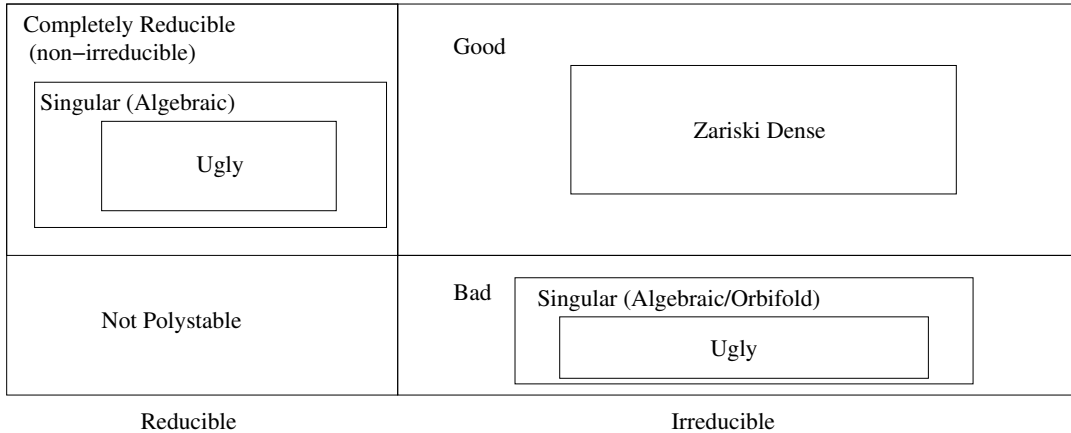 Completely Reducible
(non−irreducible)
Singular (Algebraic)
Ugly
Good
Zariski Dense
Not Polystable
Bad
Singular (Algebraic/Orbifold)
Ugly
Reducible
Irreducible